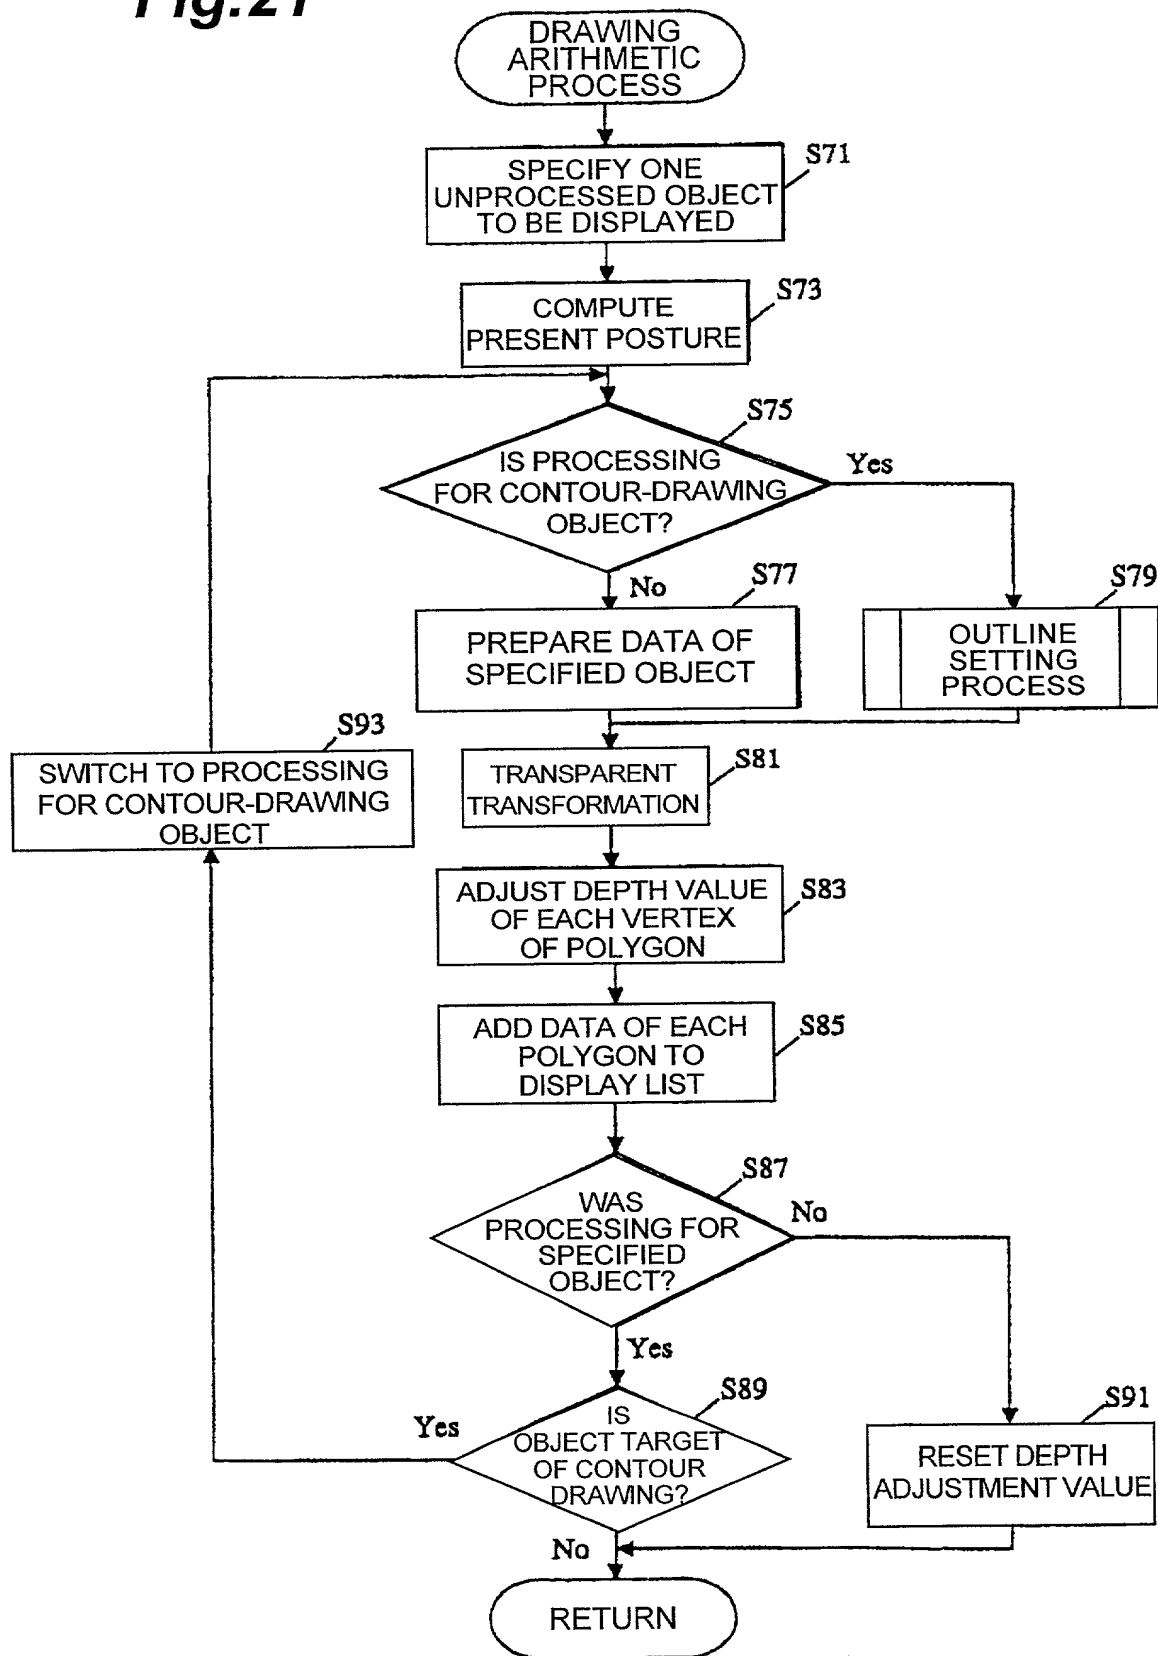 Fig.21
DRAWING
ARITHMETIC
PROCESS
S71
SPECIFY ONE
UNPROCESSED OBJECT
TO BE DISPLAYED
S73
COMPUTE
PRESENT POSTURE
S75
IS PROCESSING
FOR CONTOUR-DRAWING
OBJECT?
Yes
No
S77
PREPARE DATA OF
SPECIFIED OBJECT
S79
OUTLINE
SETTING
PROCESS
S93
SWITCH TO PROCESSING
FOR CONTOUR-DRAWING
OBJECT
S81
TRANSPARENT
TRANSFORMATION
S83
ADJUST DEPTH VALUE
OF EACH VERTEX
OF POLYGON
S85
ADD DATA OF EACH
POLYGON TO
DISPLAY LIST
S87
WAS
PROCESSING FOR
SPECIFIED
OBJECT?
No
Yes
S89
IS
OBJECT TARGET
OF CONTOUR
DRAWING?
Yes
S91
RESET DEPTH
ADJUSTMENT VALUE
No
RETURN